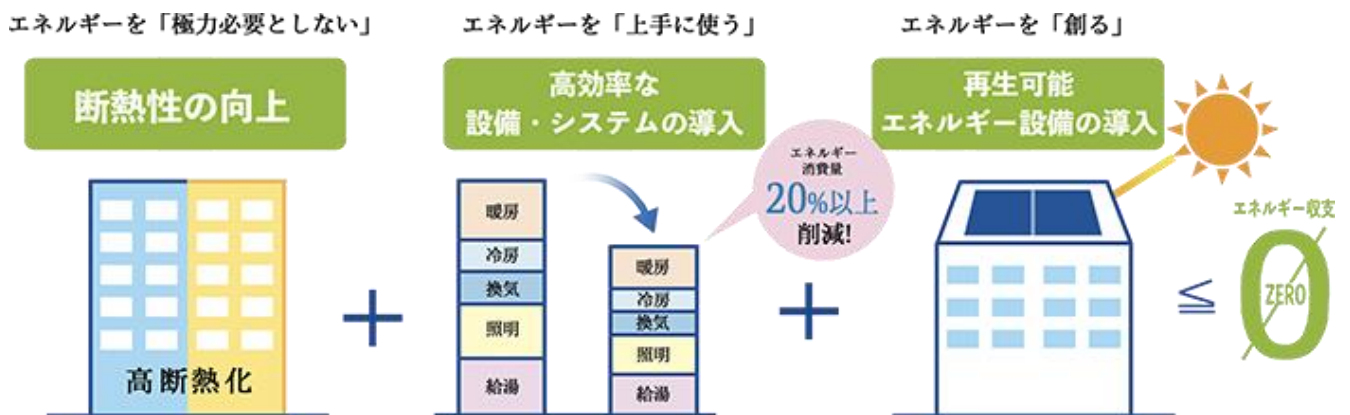 エネルギーを「極力必要としない」
断熱性の向上
高断熱化
＋
エネルギーを「上手に使う」
高効率な
設備・システムの導入
暖房
冷房
換気
照明
給湯
暖房
冷房
換気
照明
給湯
エネルギー
消費量
20%以上
削減!
＋
エネルギーを「創る」
再生可能
エネルギー設備の導入
≦
エネルギー収支
0
ZERO